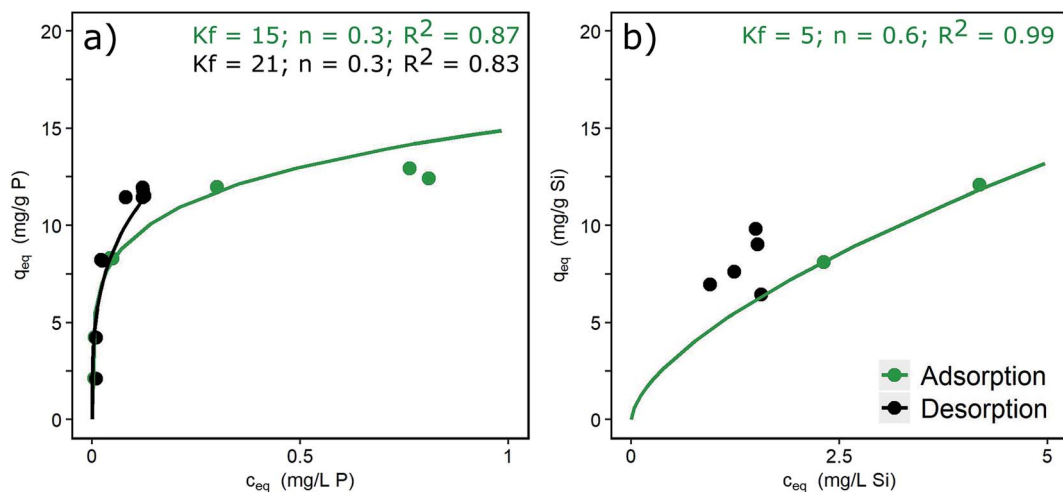 a)
Kf = 15; n = 0.3; R² = 0.87
Kf = 21; n = 0.3; R² = 0.83
20
15
10
5
0
qeq (mg/g P)
0
0.5
1
ceq (mg/L P)
b)
Kf = 5; n = 0.6; R² = 0.99
20
15
10
5
0
qeq (mg/g Si)
Adsorption
Desorption
0
2.5
5
ceq (mg/L Si)